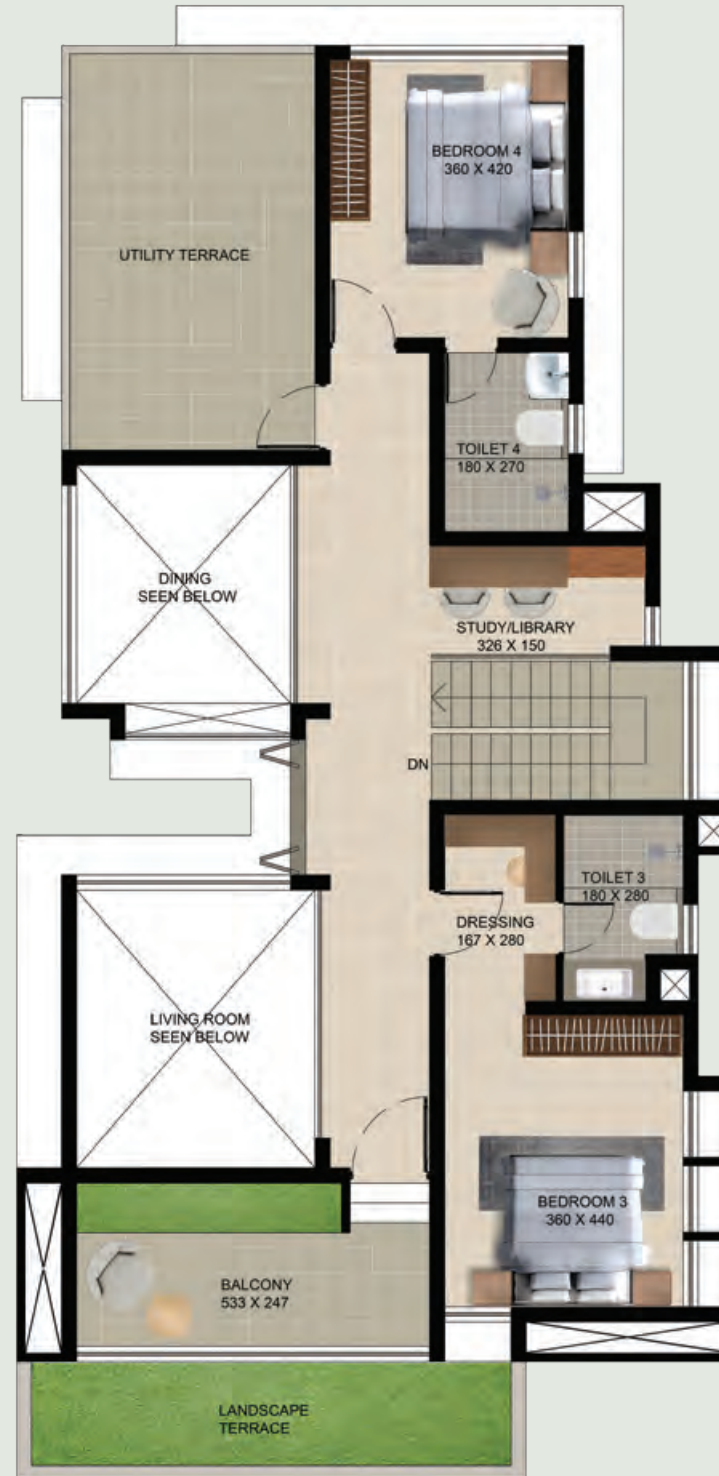 BEDROOM 4
360 X 420
UTILITY TERRACE
TOILET 4
180 X 270
DINING
SEEN BELOW
STUDY/LIBRARY
326 X 150
DN
TOILET 3
180 X 280
DRESSING
167 X 280
LIVING ROOM
SEEN BELOW
BEDROOM 3
360 X 440
BALCONY
533 X 247
LANDSCAPE
TERRACE